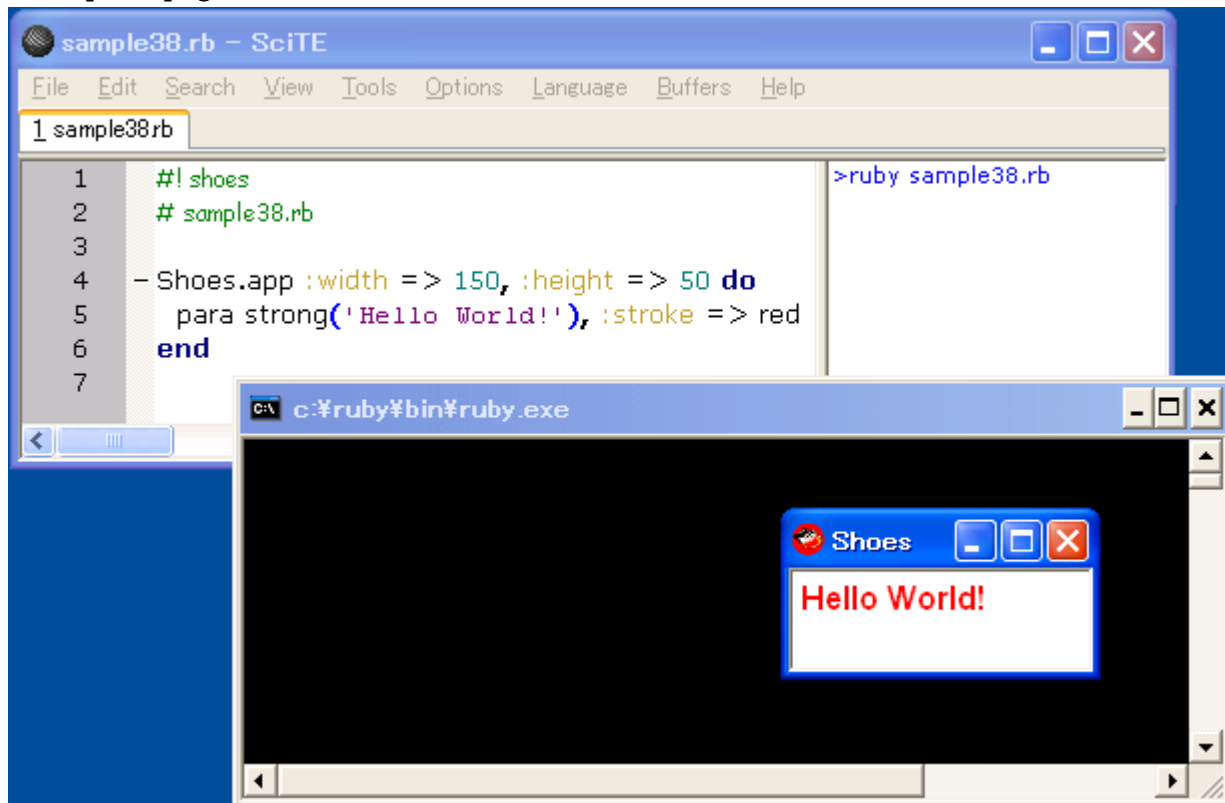 sample38.rb - SciTE
File Edit Search View Tools Options Language Buffers Help
1 sample38.rb
1 #! shoes
2 # sample38.rb
3
4 Shoes.app :width => 150, :height => 50 do
5 para strong('Hello World!'), :stroke => red
6 end
7
>ruby sample38.rb
c:¥ruby¥bin¥ruby.exe
Shoes
Hello World!